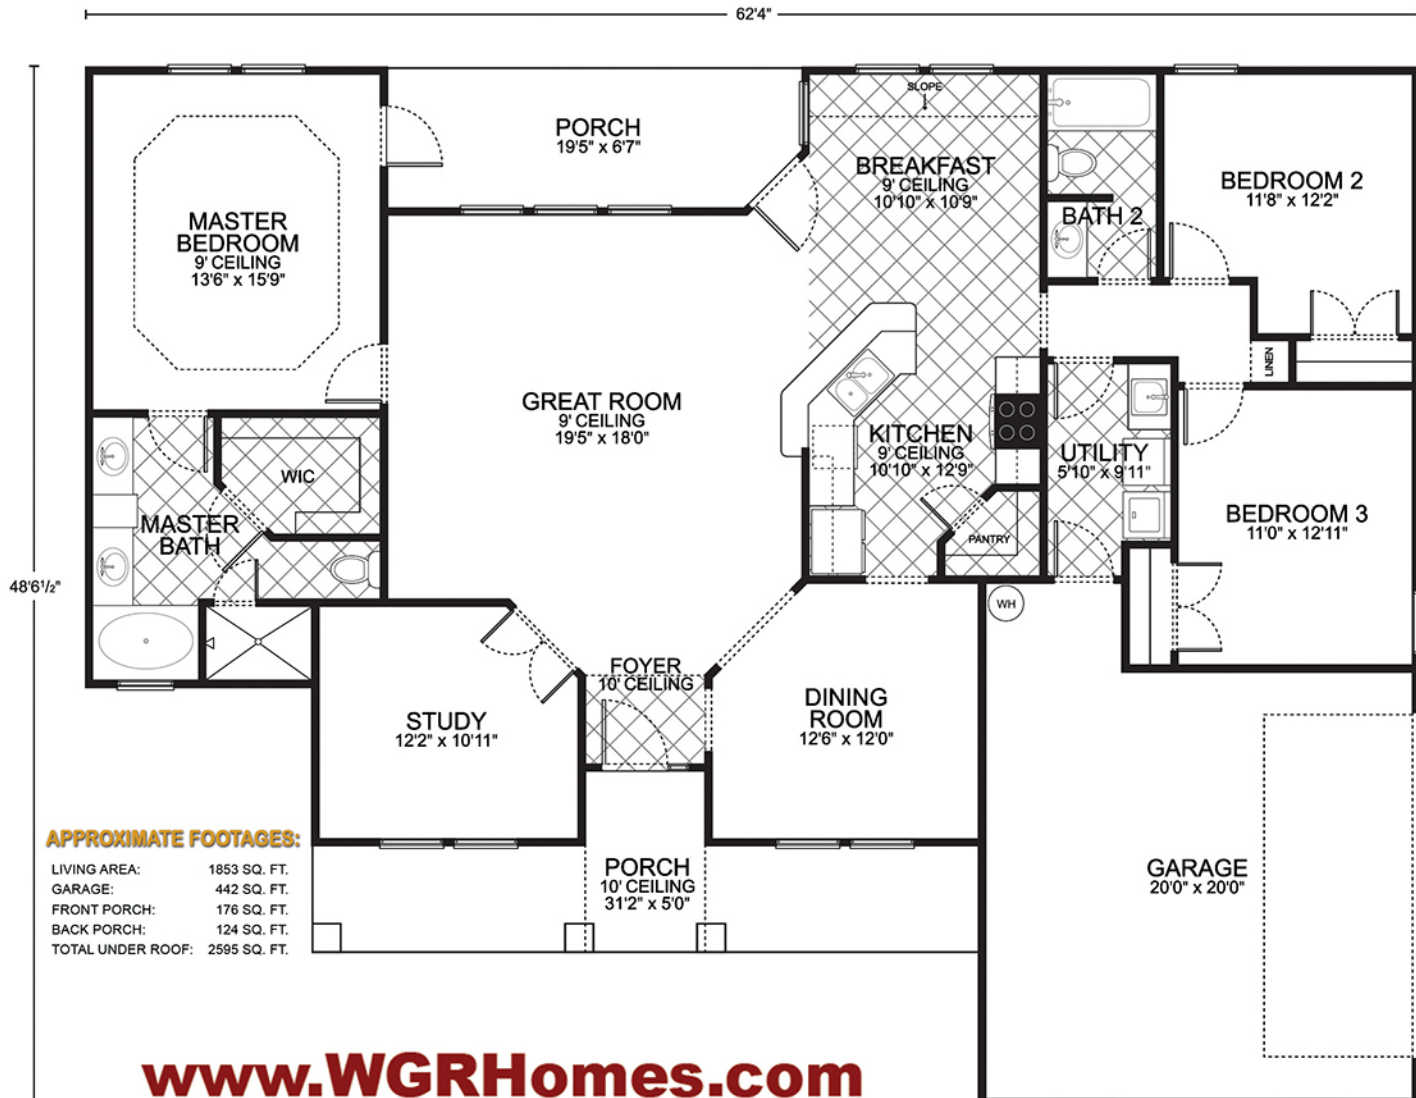 62'4"
SLOPE
PORCH
19'5" x 6'7"
BREAKFAST
9' CEILING
10'10" x 10'9"
BEDROOM 2
11'8" x 12'2"
BATH 2
MASTER
BEDROOM
9' CEILING
13'6" x 15'9"
LINEN
GREAT ROOM
9' CEILING
19'5" x 18'0"
KITCHEN
9' CEILING
10'10" x 12'9"
UTILITY
5'10" x 9'11"
WIC
MASTER
BATH
PANTRY
BEDROOM 3
11'0" x 12'11"
48'6½"
WH
FOYER
10' CEILING
STUDY
12'2" x 10'11"
DINING
ROOM
12'6" x 12'0"
APPROXIMATE FOOTAGES:
LIVING AREA: 1853 SQ. FT.
GARAGE: 442 SQ. FT.
FRONT PORCH: 176 SQ. FT.
BACK PORCH: 124 SQ. FT.
TOTAL UNDER ROOF: 2595 SQ. FT.
PORCH
10' CEILING
31'2" x 5'0"
GARAGE
20'0" x 20'0"
www.WGRHomes.com